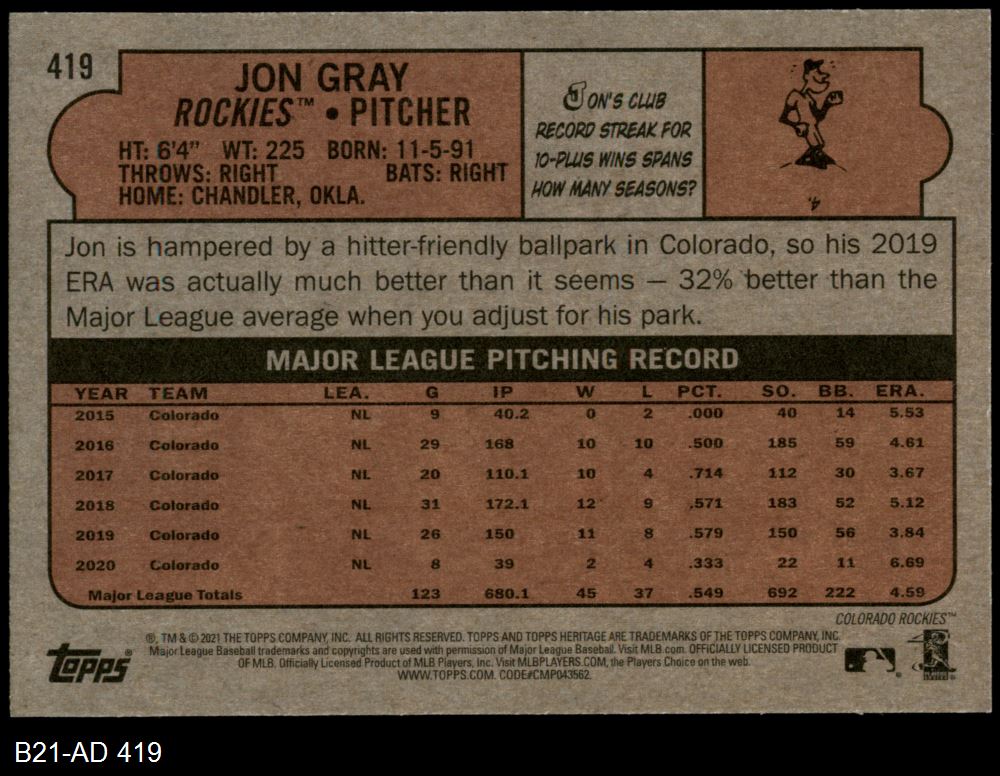 419
JON GRAY
ROCKIES™ • PITCHER
HT: 6'4" WT: 225 BORN: 11-5-91
THROWS: RIGHT BATS: RIGHT
HOME: CHANDLER, OKLA.
JON'S CLUB
RECORD STREAK FOR
10-PLUS WINS SPANS
HOW MANY SEASONS?
4.
Jon is hampered by a hitter-friendly ballpark in Colorado, so his 2019
ERA was actually much better than it seems — 32% better than the
Major League average when you adjust for his park.
MAJOR LEAGUE PITCHING RECORD
YEAR TEAM LEA. G IP W L PCT. SO. BB. ERA.
2015 Colorado NL 9 40.2 0 2 .000 40 14 5.53
2016 Colorado NL 29 168 10 10 .500 185 59 4.61
2017 Colorado NL 20 110.1 10 4 .714 112 30 3.67
2018 Colorado NL 31 172.1 12 9 .571 183 52 5.12
2019 Colorado NL 26 150 11 8 .579 150 56 3.84
2020 Colorado NL 8 39 2 4 .333 22 11 6.69
Major League Totals 123 680.1 45 37 .549 692 222 4.59
COLORADO ROCKIES™
topps®
®, TM & © 2021 THE TOPPS COMPANY, INC. ALL RIGHTS RESERVED. TOPPS AND TOPPS HERITAGE ARE TRADEMARKS OF THE TOPPS COMPANY, INC.
Major League Baseball trademarks and copyrights are used with permission of Major League Baseball. Visit MLB.com. OFFICIALLY LICENSED PRODUCT
OF MLB. Officially Licensed Product of MLB Players, Inc. Visit MLBPLAYERS.COM, the Players Choice on the web.
WWW.TOPPS.COM. CODE#CMP043562.
B21-AD 419